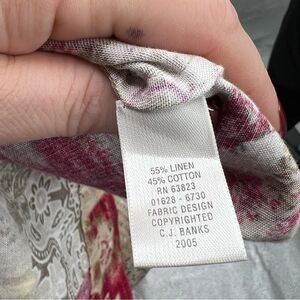 55% LINEN
45% COTTON
RN 63823
01628 - 6730
FABRIC DESIGN
COPYRIGHTED
C.J. BANKS
2005